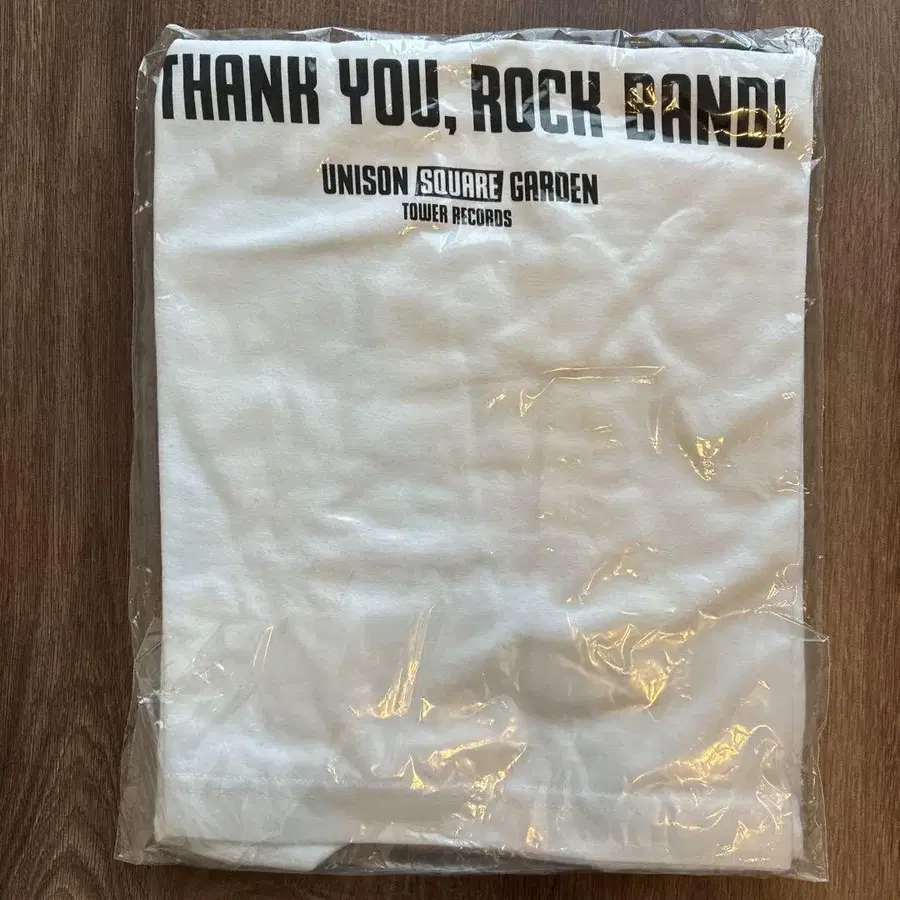 THANK YOU, ROCK BAND!
UNISON SQUARE GARDEN
TOWER RECORDS